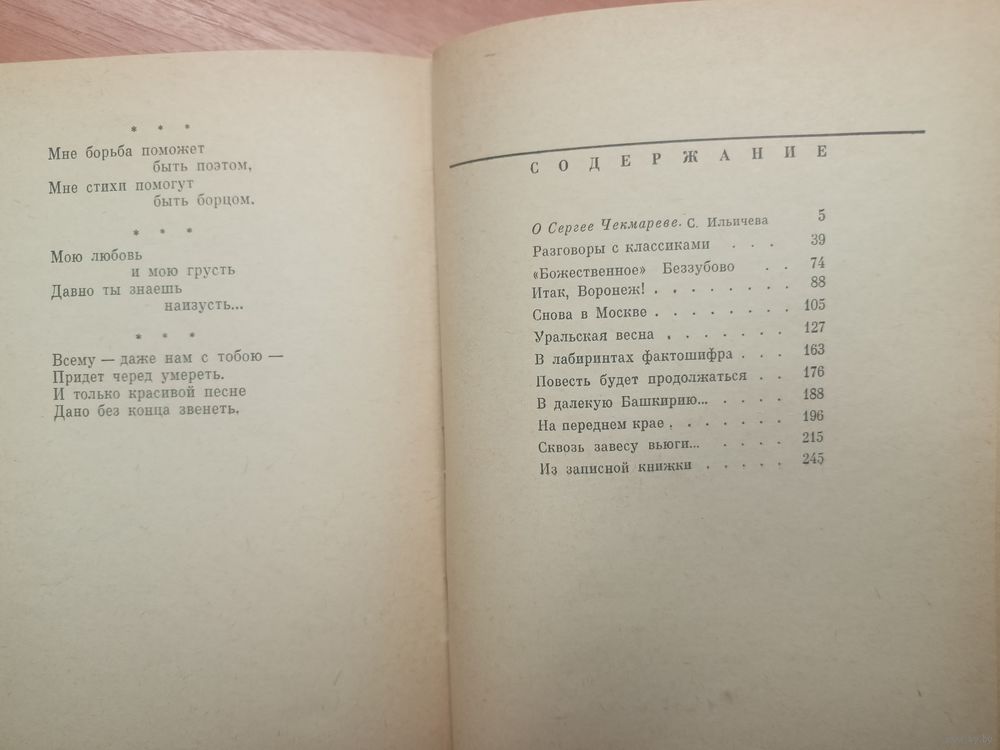 * * *
Мне борьба поможет
быть поэтом,
Мне стихи помогут
быть борцом.
* * *
Мою любовь
и мою грусть
Давно ты знаешь
наизусть...
* * *
Всему — даже нам с тобою —
Придет черед умереть.
И только красивой песне
Дано без конца звенеть.
СОДЕРЖАНИЕ
О Сергее Чекмареве. С. Ильичева 5
Разговоры с классиками . . . 39
«Божественное» Беззубово . . 74
Итак, Воронеж! . . . . . . . . 88
Снова в Москве . . . . . . . . 105
Уральская весна . . . . . . . 127
В лабиринтах фактошифра . . . 163
Повесть будет продолжаться . . 176
В далекую Башкирию... . . . . 188
На переднем крае . . . . . . . 196
Сквозь завесу вьюги... . . . . 215
Из записной книжки . . . . . 245